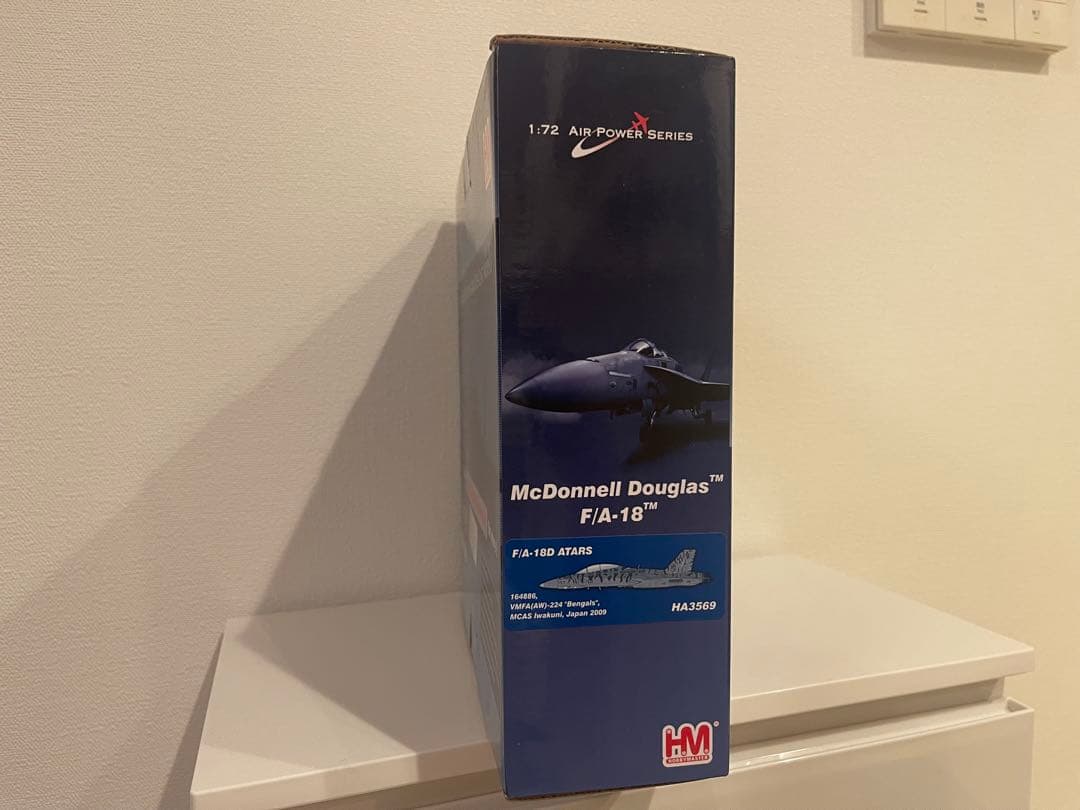 1:72 AIR POWER SERIES
McDonnell Douglas™
F/A-18™
F/A-18D ATARS
164886,
VMFA(AW)-224 "Bengals",
MCAS Iwakuni, Japan 2009
HA3569
HM®
HOBBYMASTER